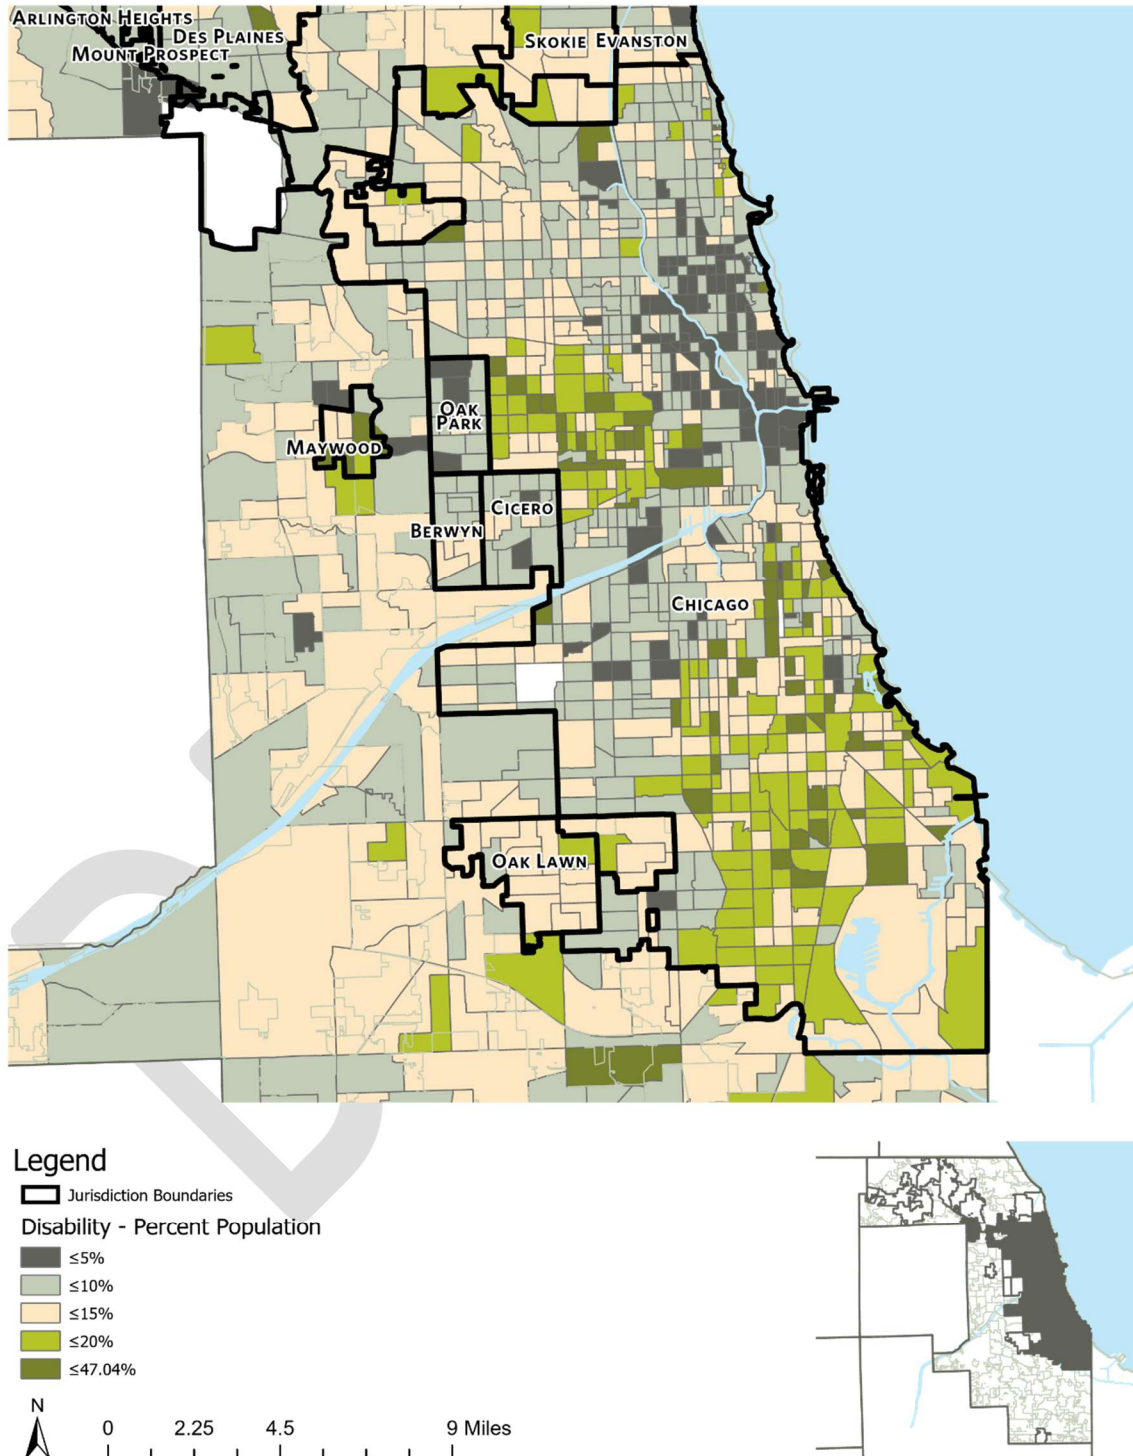 ARLINGTON HEIGHTS
DES PLAINES
MOUNT PROSPECT
SKOKIE EVANSTON
OAK
PARK
MAYWOOD
CICERO
BERWYN
CHICAGO
OAK LAWN
Legend
Jurisdiction Boundaries
Disability - Percent Population
≤5%
≤10%
≤15%
≤20%
≤47.04%
N
0 2.25 4.5 9 Miles